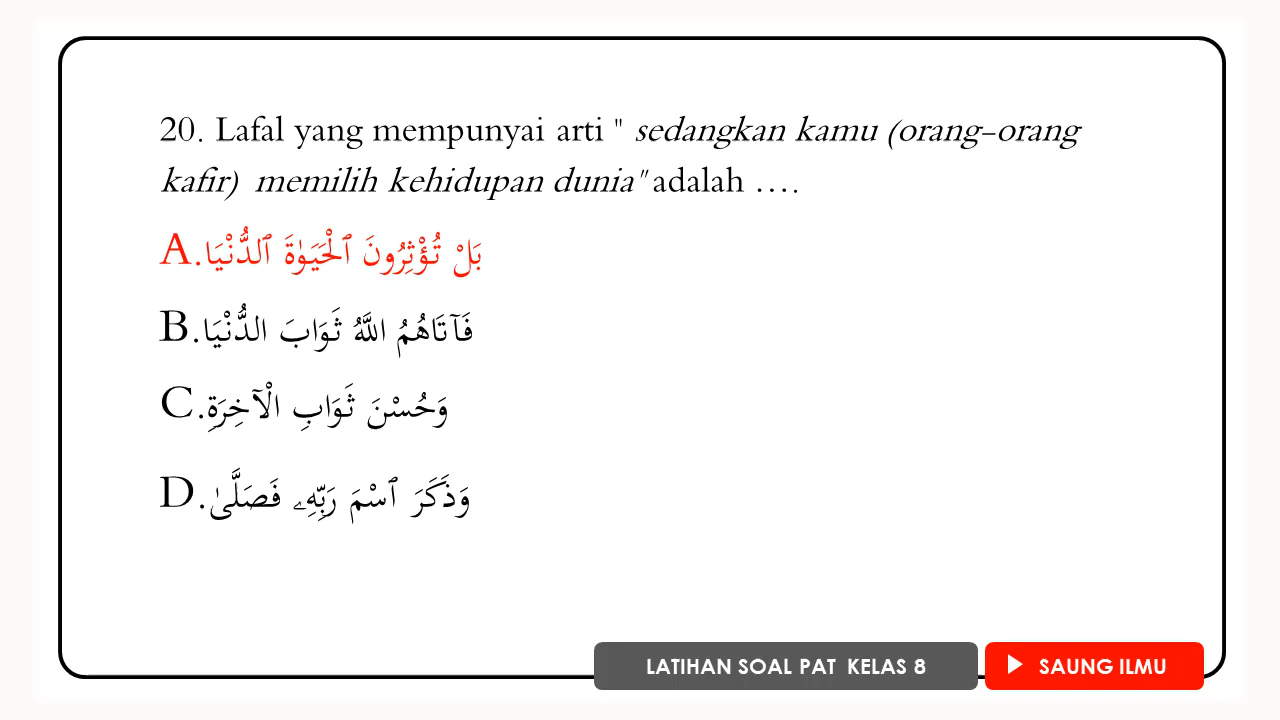 20. Lafal yang mempunyai arti " sedangkan kamu (orang-orang
kafir) memilih kehidupan dunia" adalah ….
A.بَلْ تُؤْثِرُونَ ٱلْحَيَوٰةَ ٱلدُّنْيَا
B.فَآتَاهُمُ اللَّهُ ثَوَابَ الدُّنْيَا
C.وَحُسْنَ ثَوَابِ الْآخِرَةِ
D.وَذَكَرَ ٱسْمَ رَبِّهِۦ فَصَلَّىٰ
LATIHAN SOAL PAT KELAS 8
SAUNG ILMU